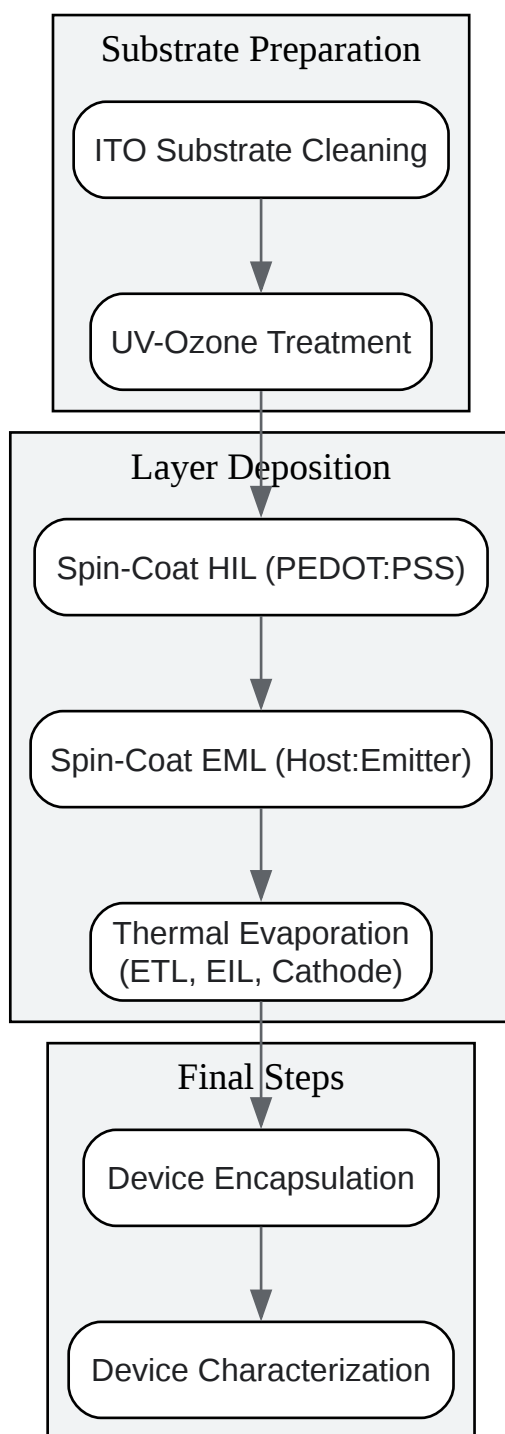 Substrate Preparation
ITO Substrate Cleaning
UV-Ozone Treatment
Layer Deposition
Spin-Coat HIL (PEDOT:PSS)
Spin-Coat EML (Host:Emitter)
Thermal Evaporation
(ETL, EIL, Cathode)
Final Steps
Device Encapsulation
Device Characterization